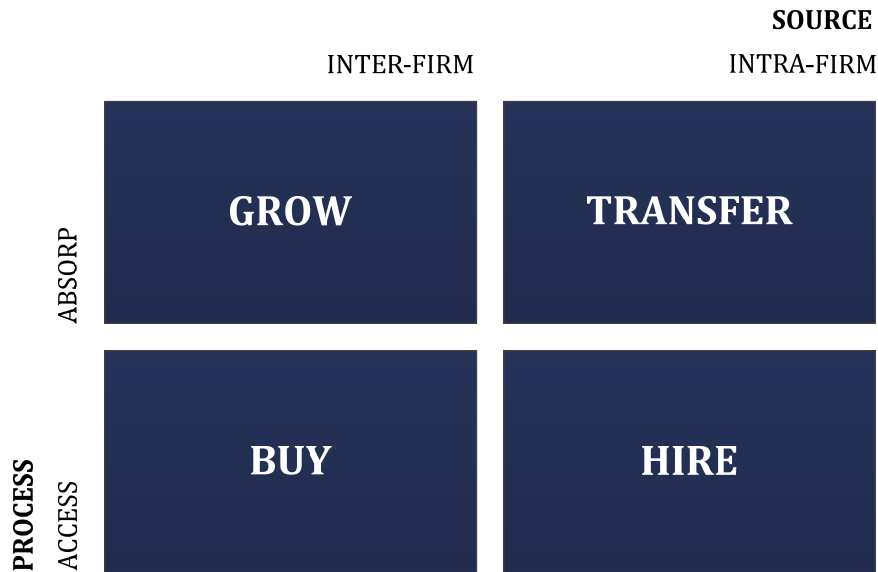 SOURCE
INTER-FIRM INTRA-FIRM
GROW TRANSFER
ABSORP
BUY HIRE
PROCESS
ACCESS